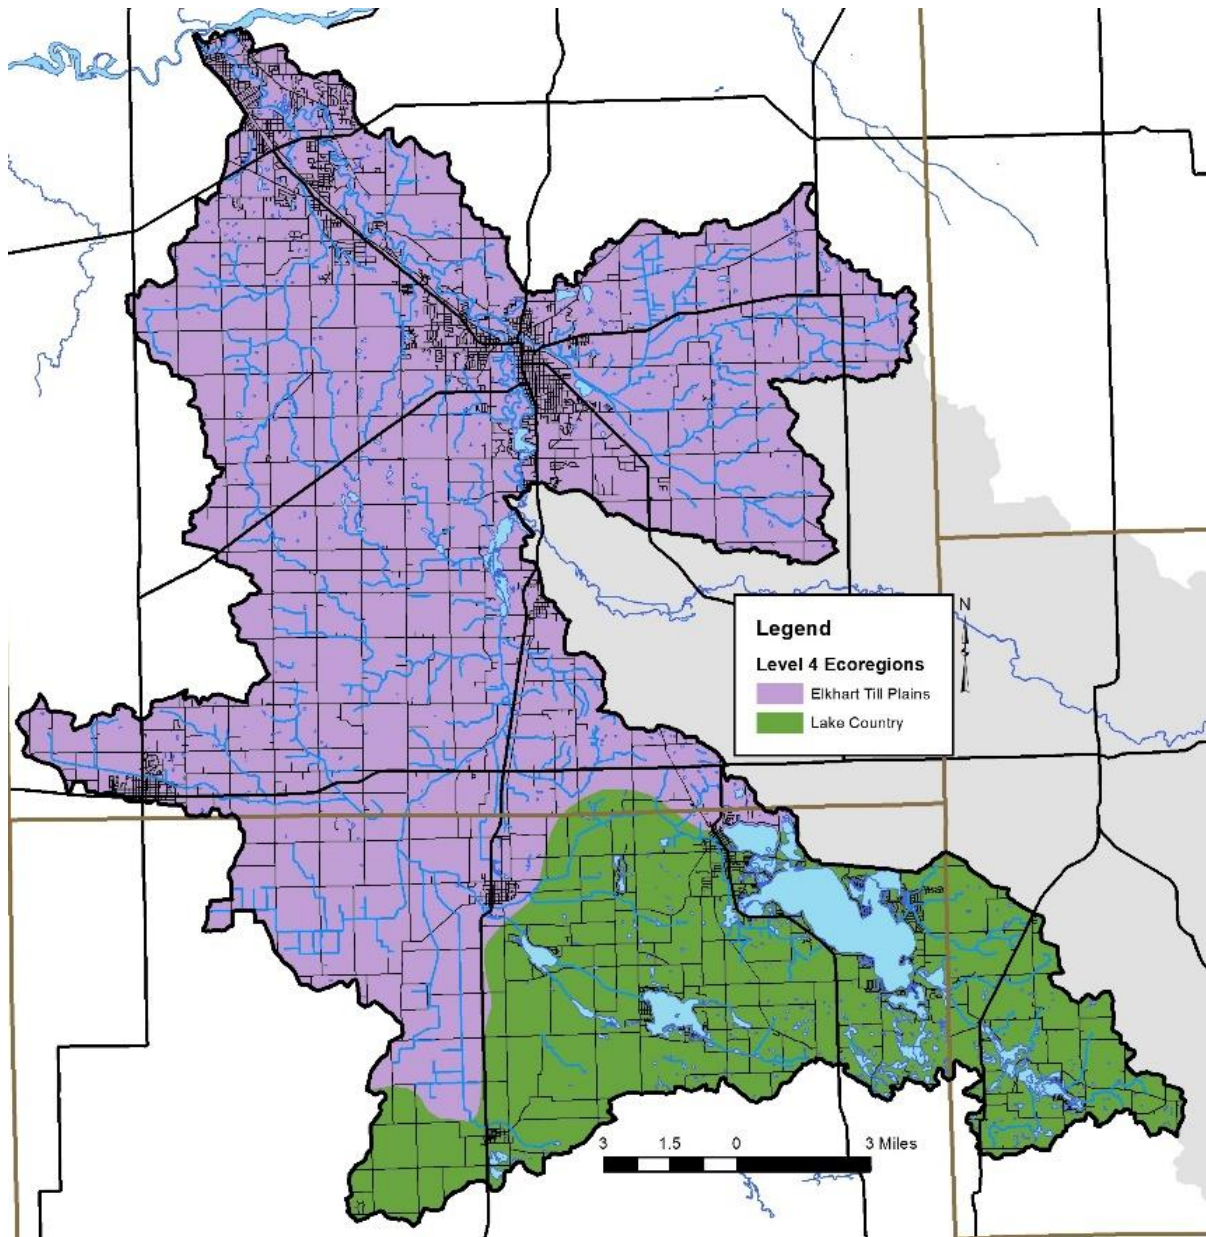 N
Legend
Level 4 Ecoregions
Elkhart Till Plains
Lake Country
3 1.5 0 3 Miles